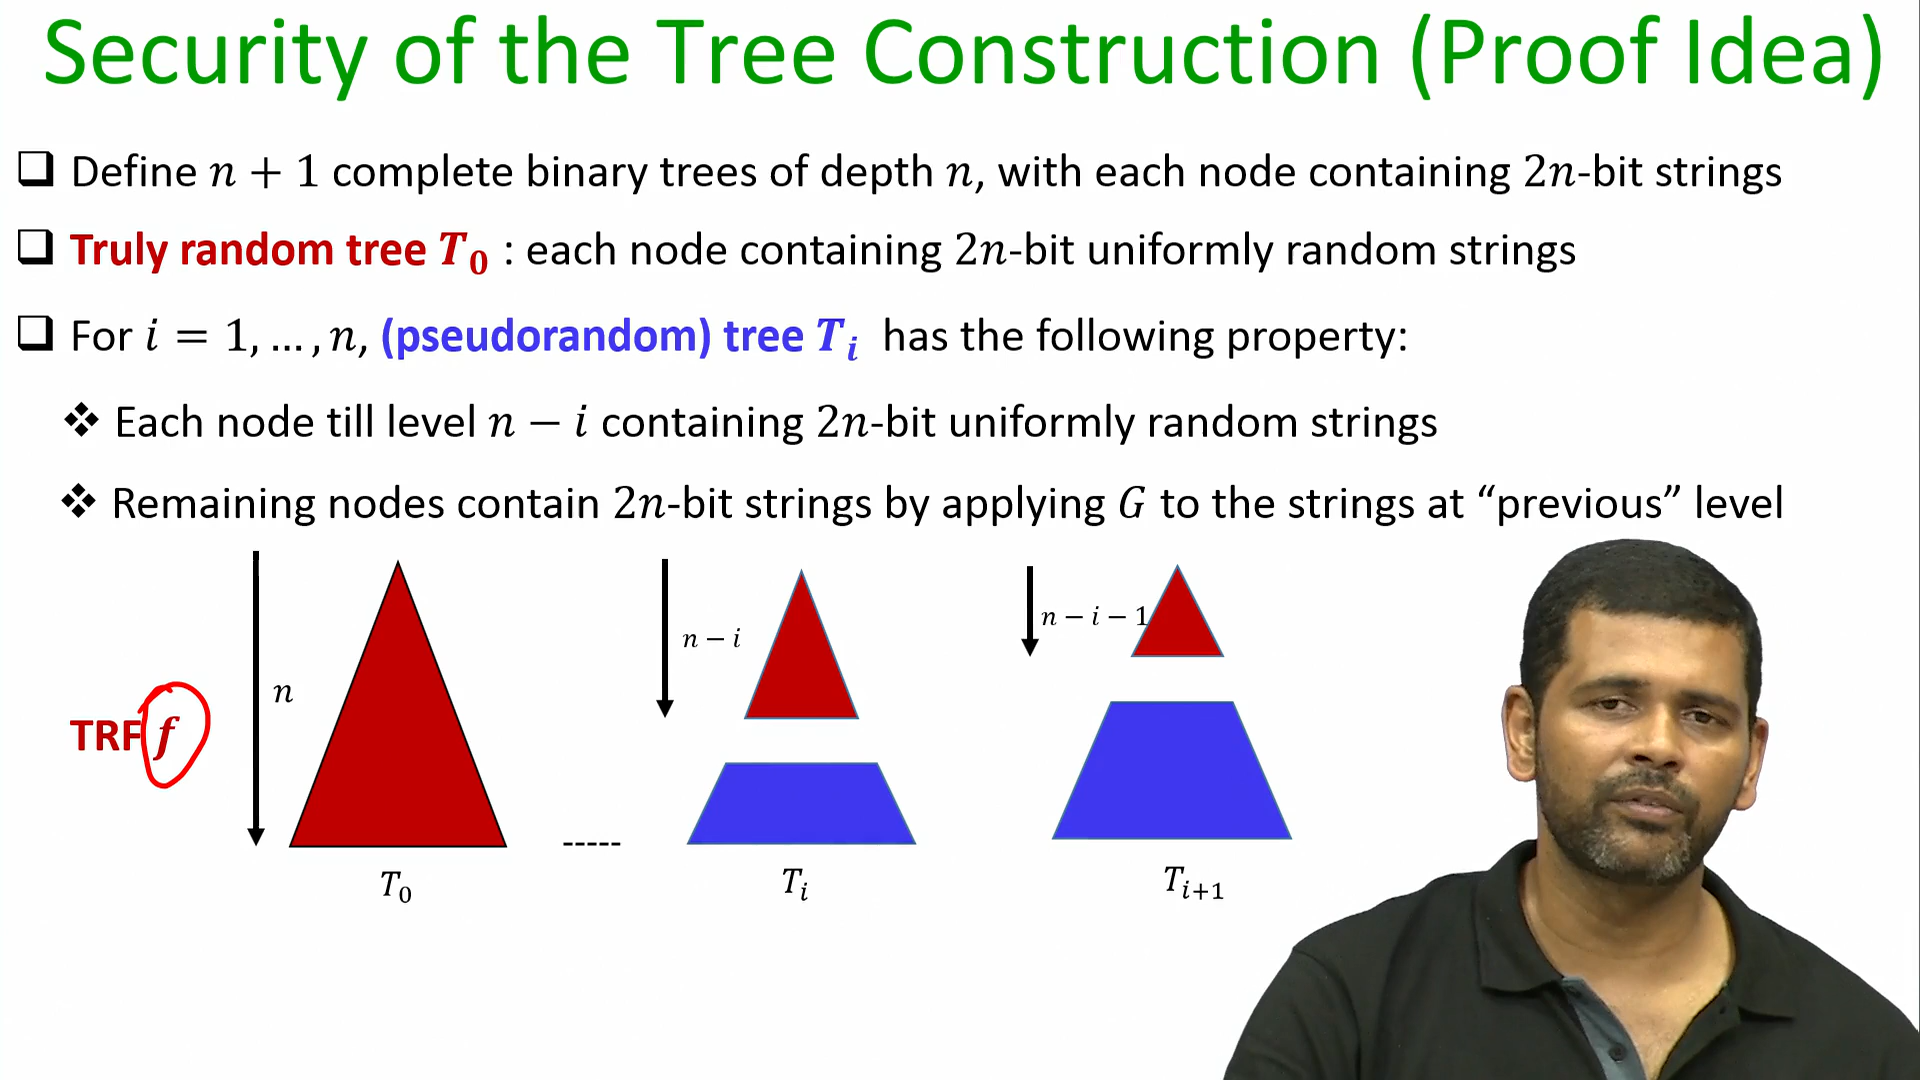 Security of the Tree Construction (Proof Idea)
Define n + 1 complete binary trees of depth n, with each node containing 2n-bit strings
Truly random tree T₀ : each node containing 2n-bit uniformly random strings
For i = 1, … , n, (pseudorandom) tree Tᵢ has the following property:
Each node till level n − i containing 2n-bit uniformly random strings
Remaining nodes contain 2n-bit strings by applying G to the strings at “previous” level
n − i − 1
n − i
n
TRF f
-----
T₀
Tᵢ
Tᵢ₊₁